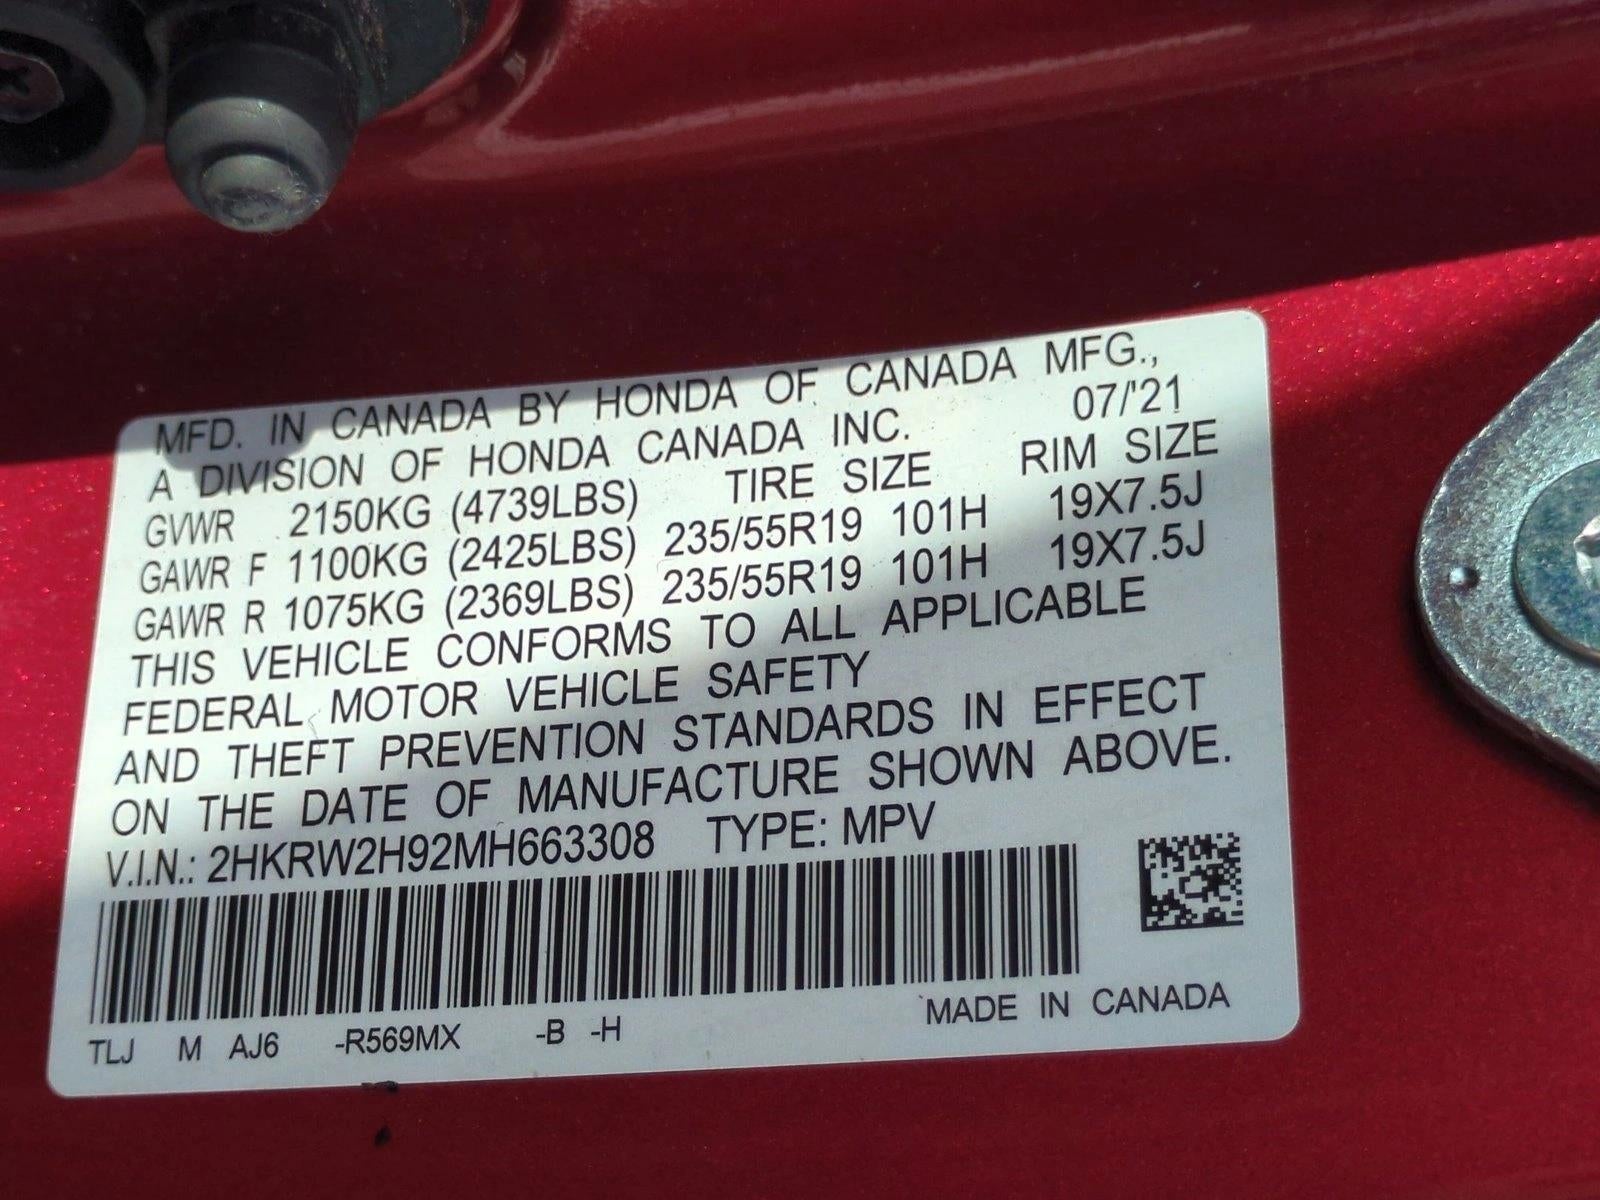 MFD. IN CANADA BY HONDA OF CANADA MFG.,
A DIVISION OF HONDA CANADA INC. 07/'21
GVWR 2150KG (4739LBS) TIRE SIZE RIM SIZE
GAWR F 1100KG (2425LBS) 235/55R19 101H 19X7.5J
GAWR R 1075KG (2369LBS) 235/55R19 101H 19X7.5J
THIS VEHICLE CONFORMS TO ALL APPLICABLE
FEDERAL MOTOR VEHICLE SAFETY
AND THEFT PREVENTION STANDARDS IN EFFECT
ON THE DATE OF MANUFACTURE SHOWN ABOVE.
V.I.N.: 2HKRW2H92MH663308 TYPE: MPV
TLJ M AJ6 -R569MX -B -H MADE IN CANADA